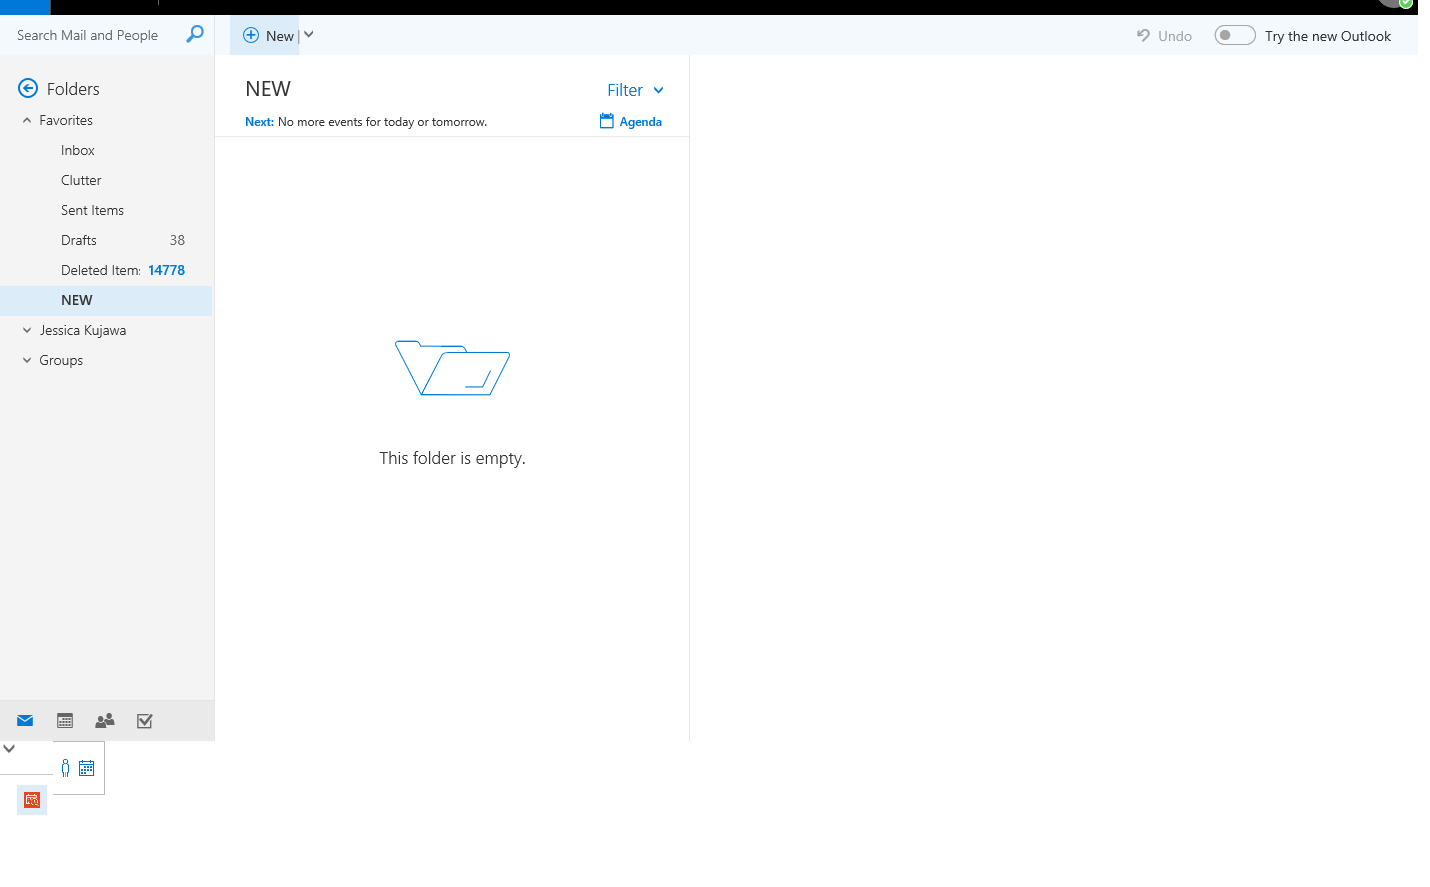 Search Mail and People
New
Undo
Try the new Outlook
Folders
Favorites
Inbox
Clutter
Sent Items
Drafts 38
Deleted Item: 14778
NEW
Jessica Kujawa
Groups
NEW
Filter
Next: No more events for today or tomorrow.
Agenda
This folder is empty.